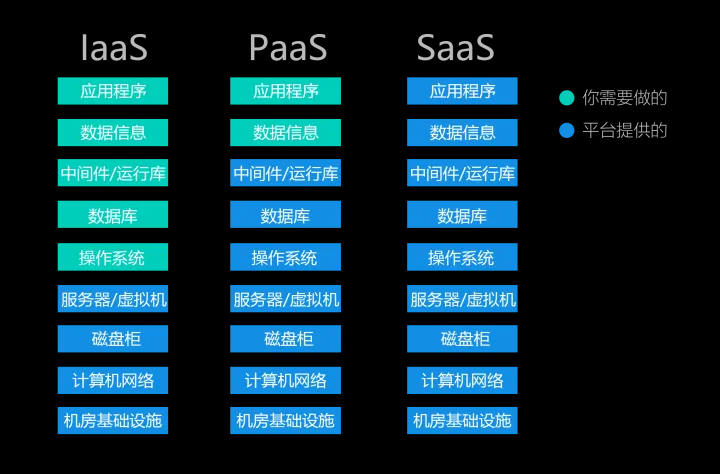 IaaS PaaS SaaS
应用程序 应用程序 应用程序 你需要做的
数据信息 数据信息 数据信息 平台提供的
中间件/运行库 中间件/运行库 中间件/运行库
数据库 数据库 数据库
操作系统 操作系统 操作系统
服务器/虚拟机 服务器/虚拟机 服务器/虚拟机
磁盘柜 磁盘柜 磁盘柜
计算机网络 计算机网络 计算机网络
机房基础设施 机房基础设施 机房基础设施